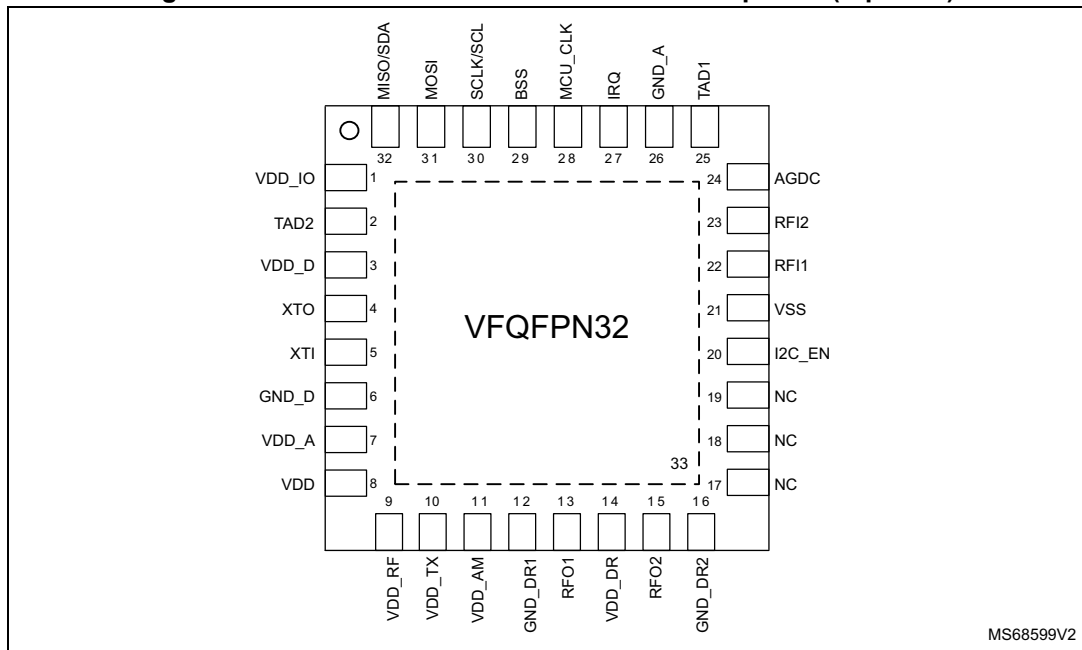 MISO/SDA
MOSI
SCLK/SCL
BSS
MCU_CLK
IRQ
GND_A
TAD1
32 31 30 29 28 27 26 25
VDD_IO 1
TAD2 2
VDD_D 3
XTO 4
XTI 5
GND_D 6
VDD_A 7
VDD 8
VFQFPN32
24 AGDC
23 RFI2
22 RFI1
21 VSS
20 I2C_EN
19 NC
18 NC
17 NC
33
9 10 11 12 13 14 15 16
VDD_RF
VDD_TX
VDD_AM
GND_DR1
RFO1
VDD_DR
RFO2
GND_DR2
MS68599V2